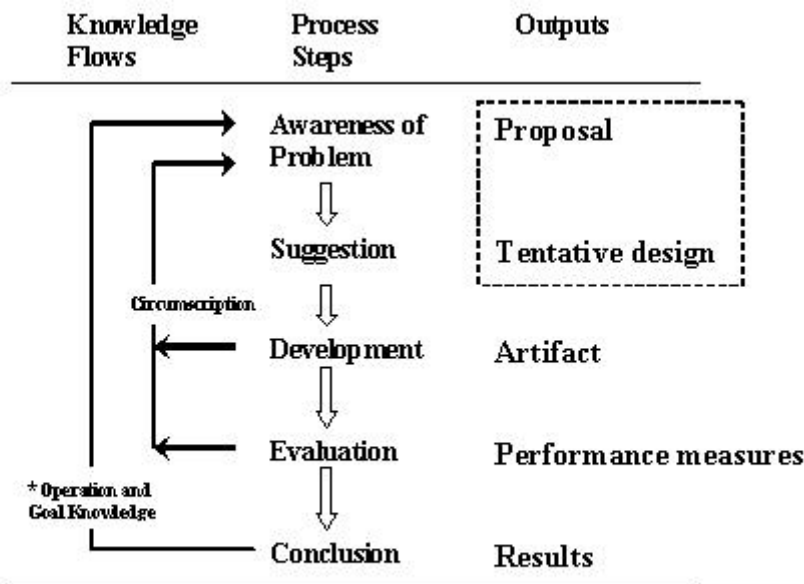 Knowledge Flows
Process Steps
Outputs
Awareness of Problem
Proposal
Suggestion
Tentative design
Circumscription
Development
Artifact
Evaluation
Performance measures
* Operation and Goal Knowledge
Conclusion
Results